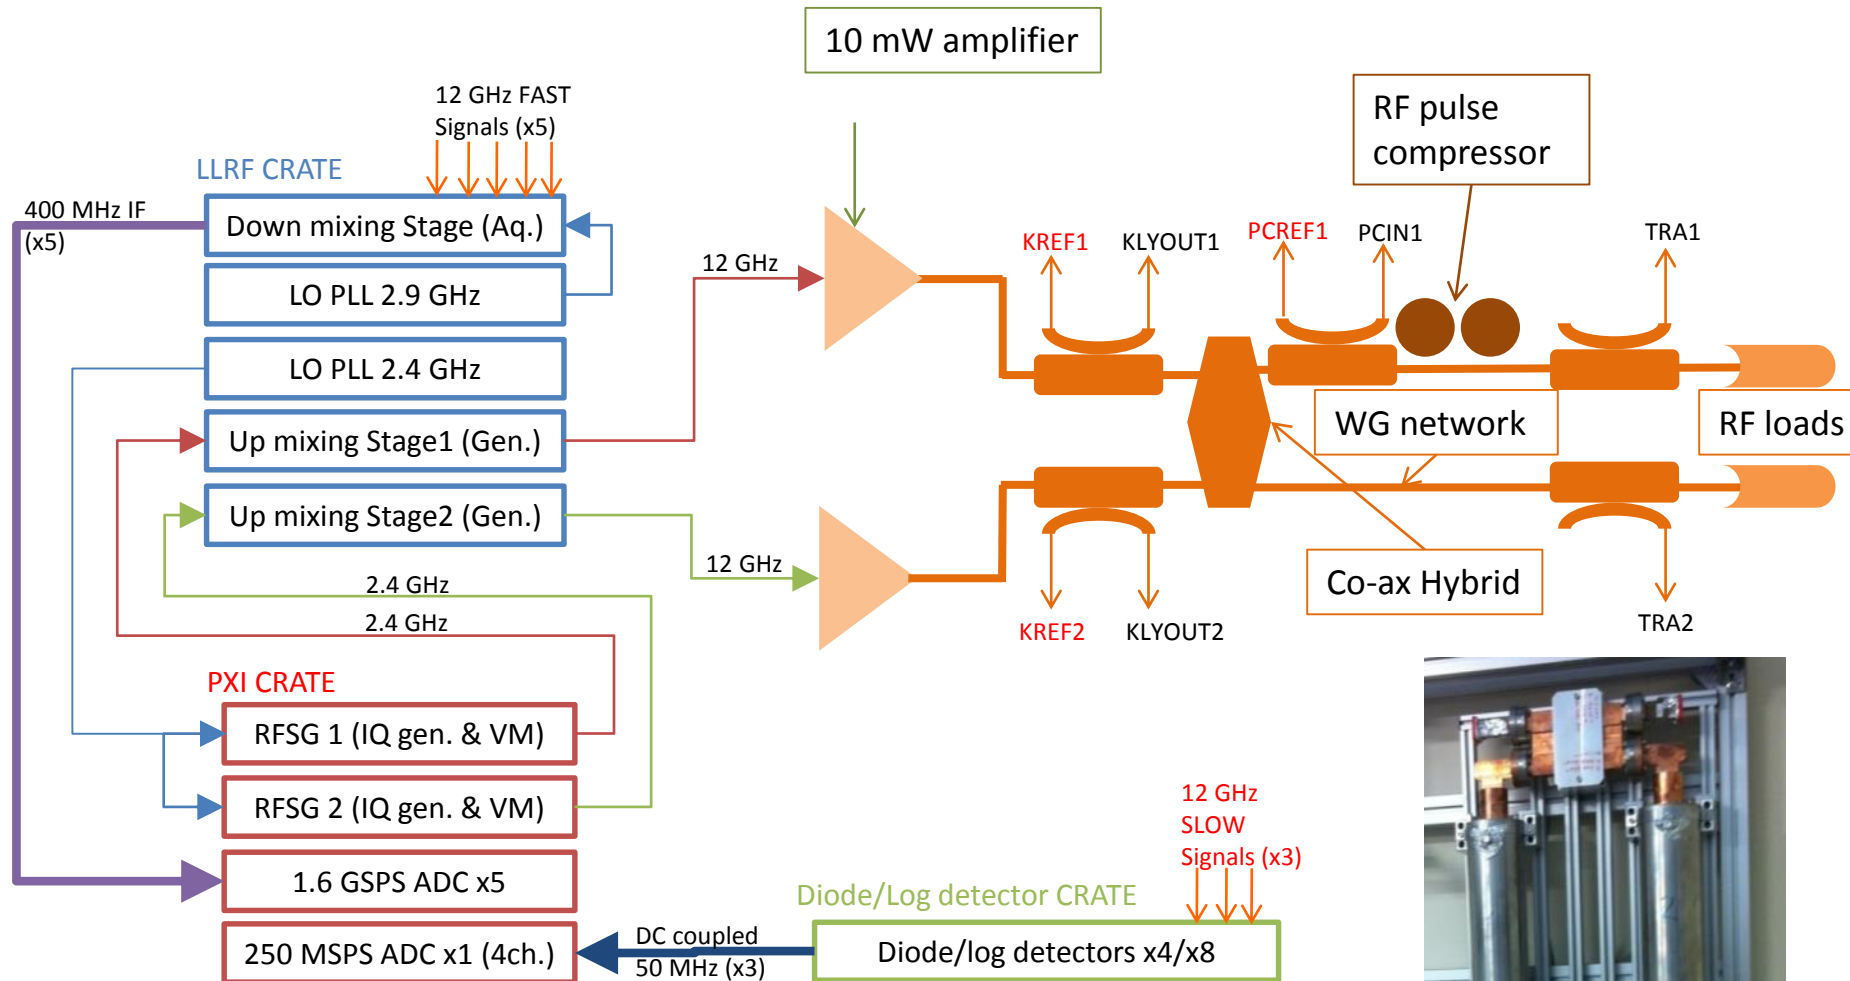 10 mW amplifier
12 GHz FAST
Signals (x5)
RF pulse
compressor
LLRF CRATE
400 MHz IF
(x5)
Down mixing Stage (Aq.)
KREF1
KLYOUT1
PCREF1
PCIN1
TRA1
12 GHz
LO PLL 2.9 GHz
LO PLL 2.4 GHz
WG network
RF loads
Up mixing Stage1 (Gen.)
Up mixing Stage2 (Gen.)
12 GHz
2.4 GHz
2.4 GHz
Co-ax Hybrid
KREF2
KLYOUT2
TRA2
PXI CRATE
RFSG 1 (IQ gen. & VM)
RFSG 2 (IQ gen. & VM)
12 GHz
SLOW
Signals (x3)
1.6 GSPS ADC x5
Diode/Log detector CRATE
250 MSPS ADC x1 (4ch.)
DC coupled
50 MHz (x3)
Diode/log detectors x4/x8